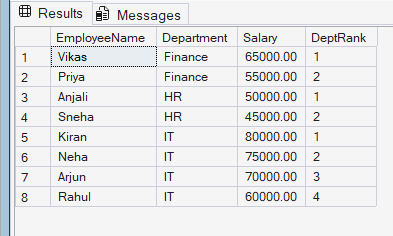 Results Messages
EmployeeName Department Salary DeptRank
1 Vikas Finance 65000.00 1
2 Priya Finance 55000.00 2
3 Anjali HR 50000.00 1
4 Sneha HR 45000.00 2
5 Kiran IT 80000.00 1
6 Neha IT 75000.00 2
7 Arjun IT 70000.00 3
8 Rahul IT 60000.00 4